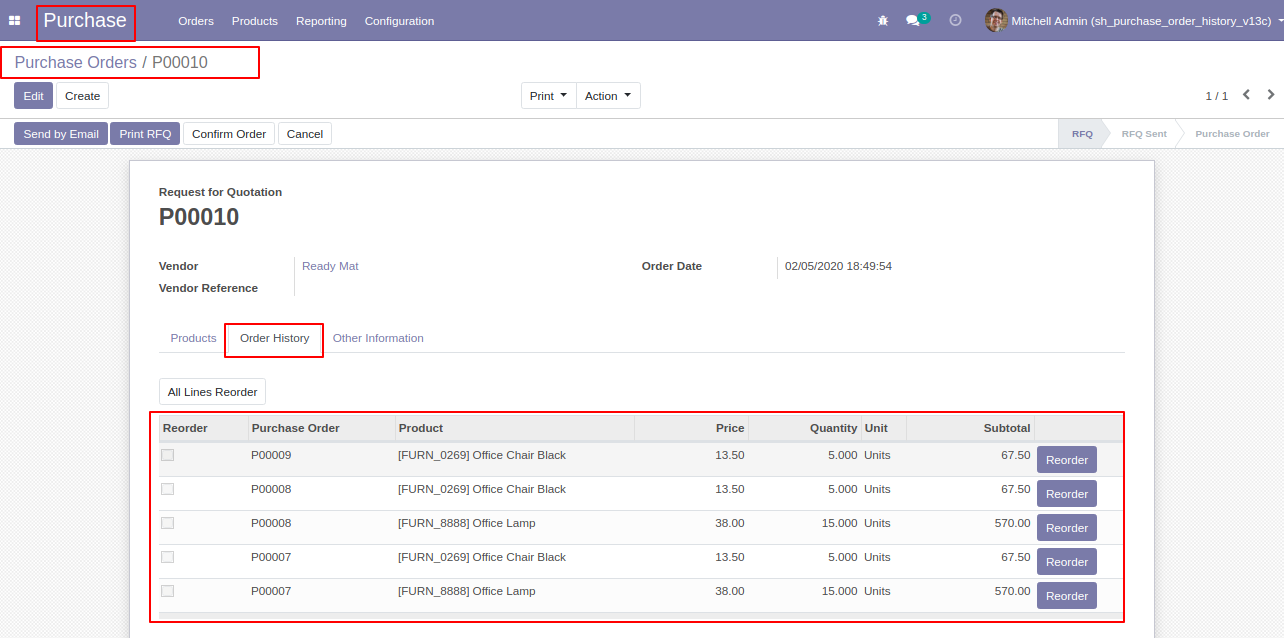 Purchase Orders Products Reporting Configuration 3 Mitchell Admin (sh_purchase_order_history_v13c)
Purchase Orders / P00010
Edit Create Print Action 1 / 1
Send by Email Print RFQ Confirm Order Cancel RFQ RFQ Sent Purchase Order
Request for Quotation
P00010
Vendor Ready Mat Order Date 02/05/2020 18:49:54
Vendor Reference
Products Order History Other Information
All Lines Reorder
Reorder Purchase Order Product Price Quantity Unit Subtotal
P00009 [FURN_0269] Office Chair Black 13.50 5.000 Units 67.50 Reorder
P00008 [FURN_0269] Office Chair Black 13.50 5.000 Units 67.50 Reorder
P00008 [FURN_8888] Office Lamp 38.00 15.000 Units 570.00 Reorder
P00007 [FURN_0269] Office Chair Black 13.50 5.000 Units 67.50 Reorder
P00007 [FURN_8888] Office Lamp 38.00 15.000 Units 570.00 Reorder